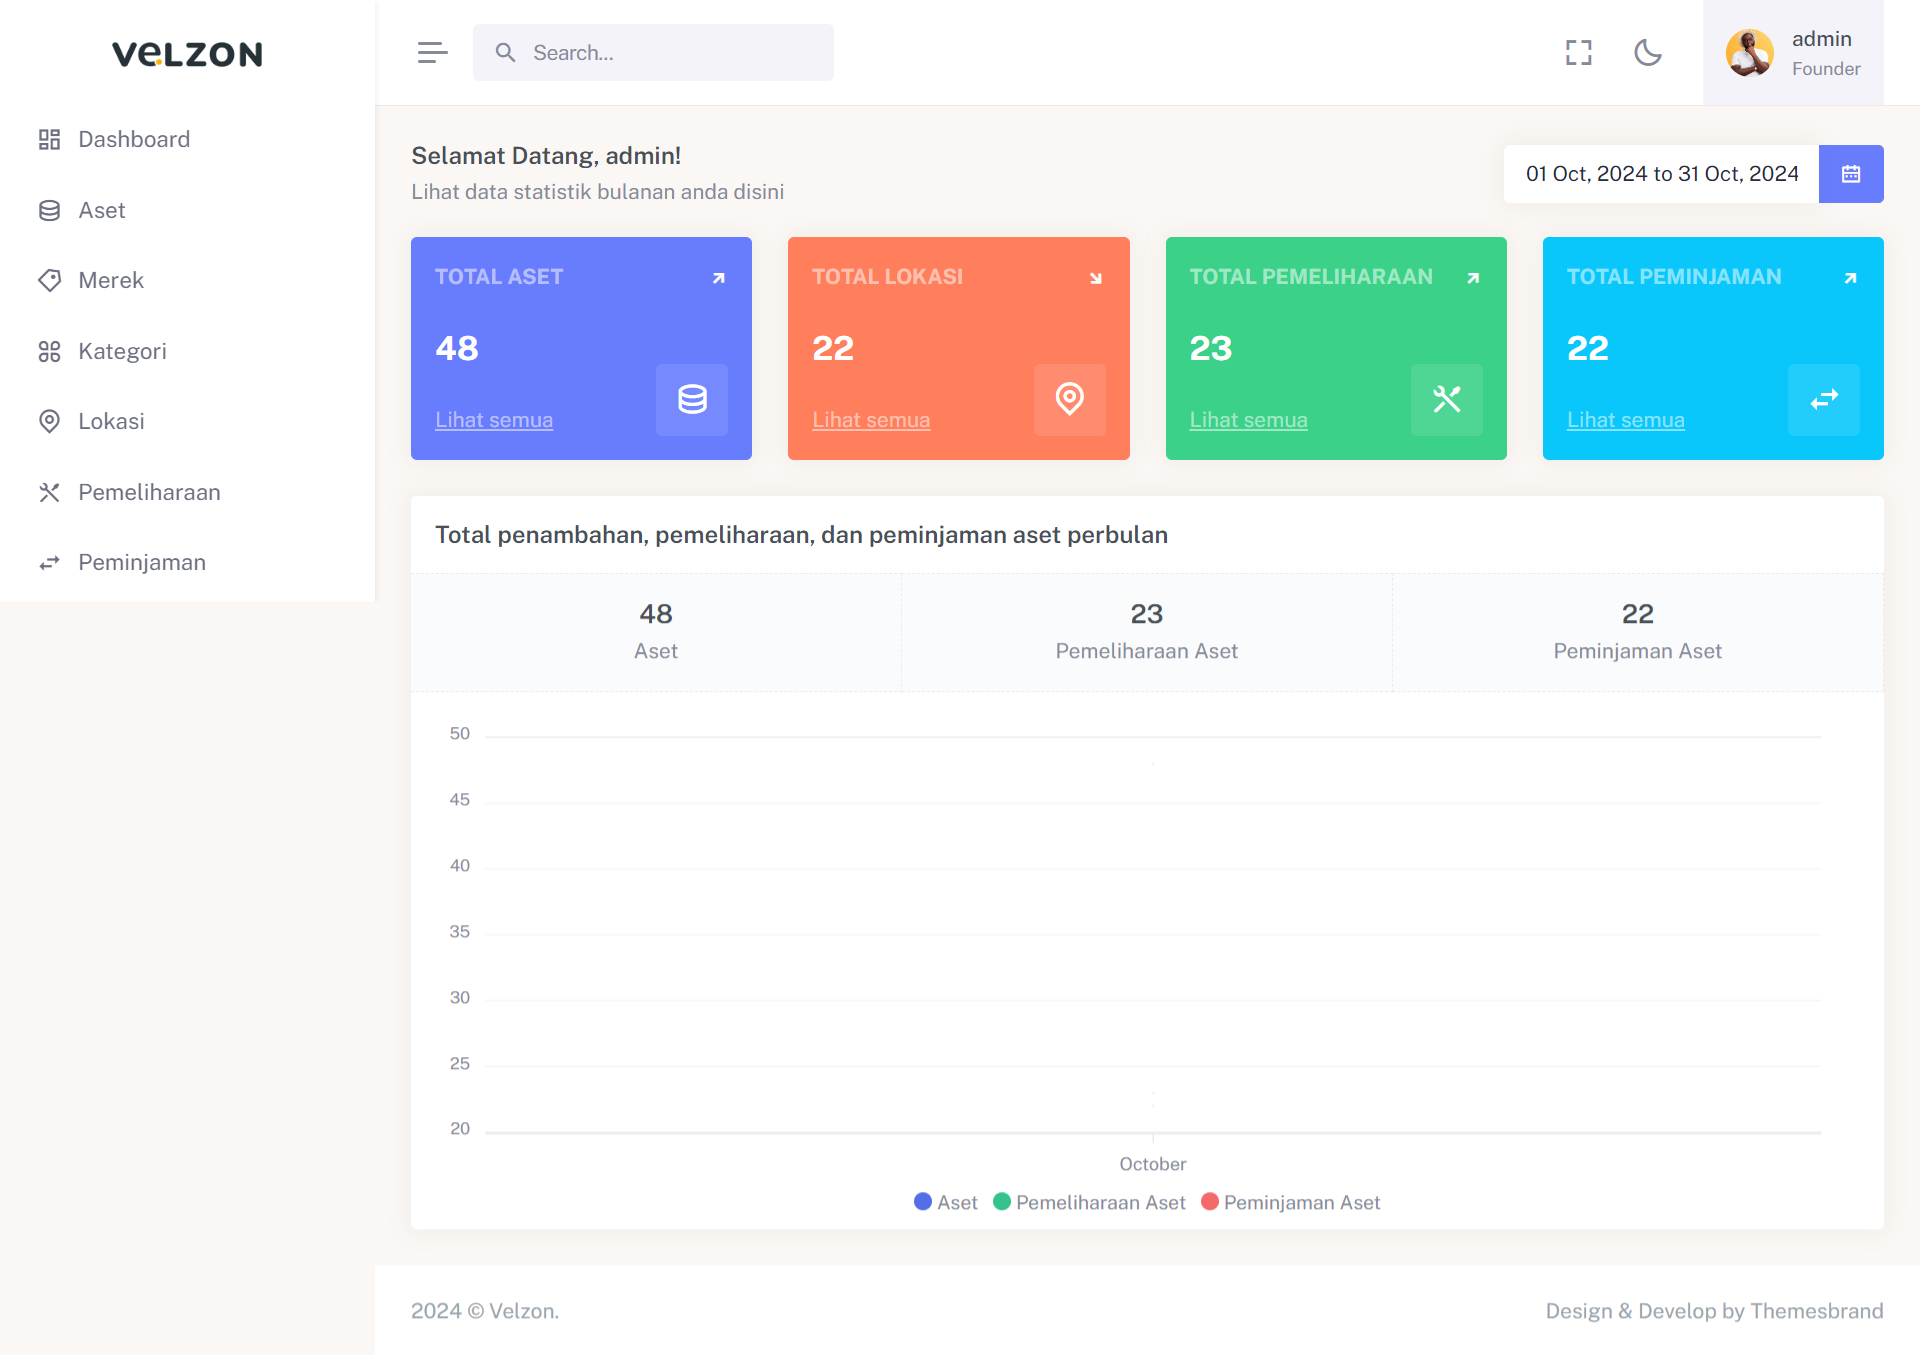 VELZON
Dashboard
Aset
Merek
Kategori
Lokasi
Pemeliharaan
Peminjaman
Search...
admin
Founder
Selamat Datang, admin!
Lihat data statistik bulanan anda disini
01 Oct, 2024 to 31 Oct, 2024
TOTAL ASET
48
Lihat semua
TOTAL LOKASI
22
Lihat semua
TOTAL PEMELIHARAAN
23
Lihat semua
TOTAL PEMINJAMAN
22
Lihat semua
Total penambahan, pemeliharaan, dan peminjaman aset perbulan
48
Aset
23
Pemeliharaan Aset
22
Peminjaman Aset
50
45
40
35
30
25
20
October
Aset Pemeliharaan Aset Peminjaman Aset
2024 © Velzon.
Design & Develop by Themesbrand